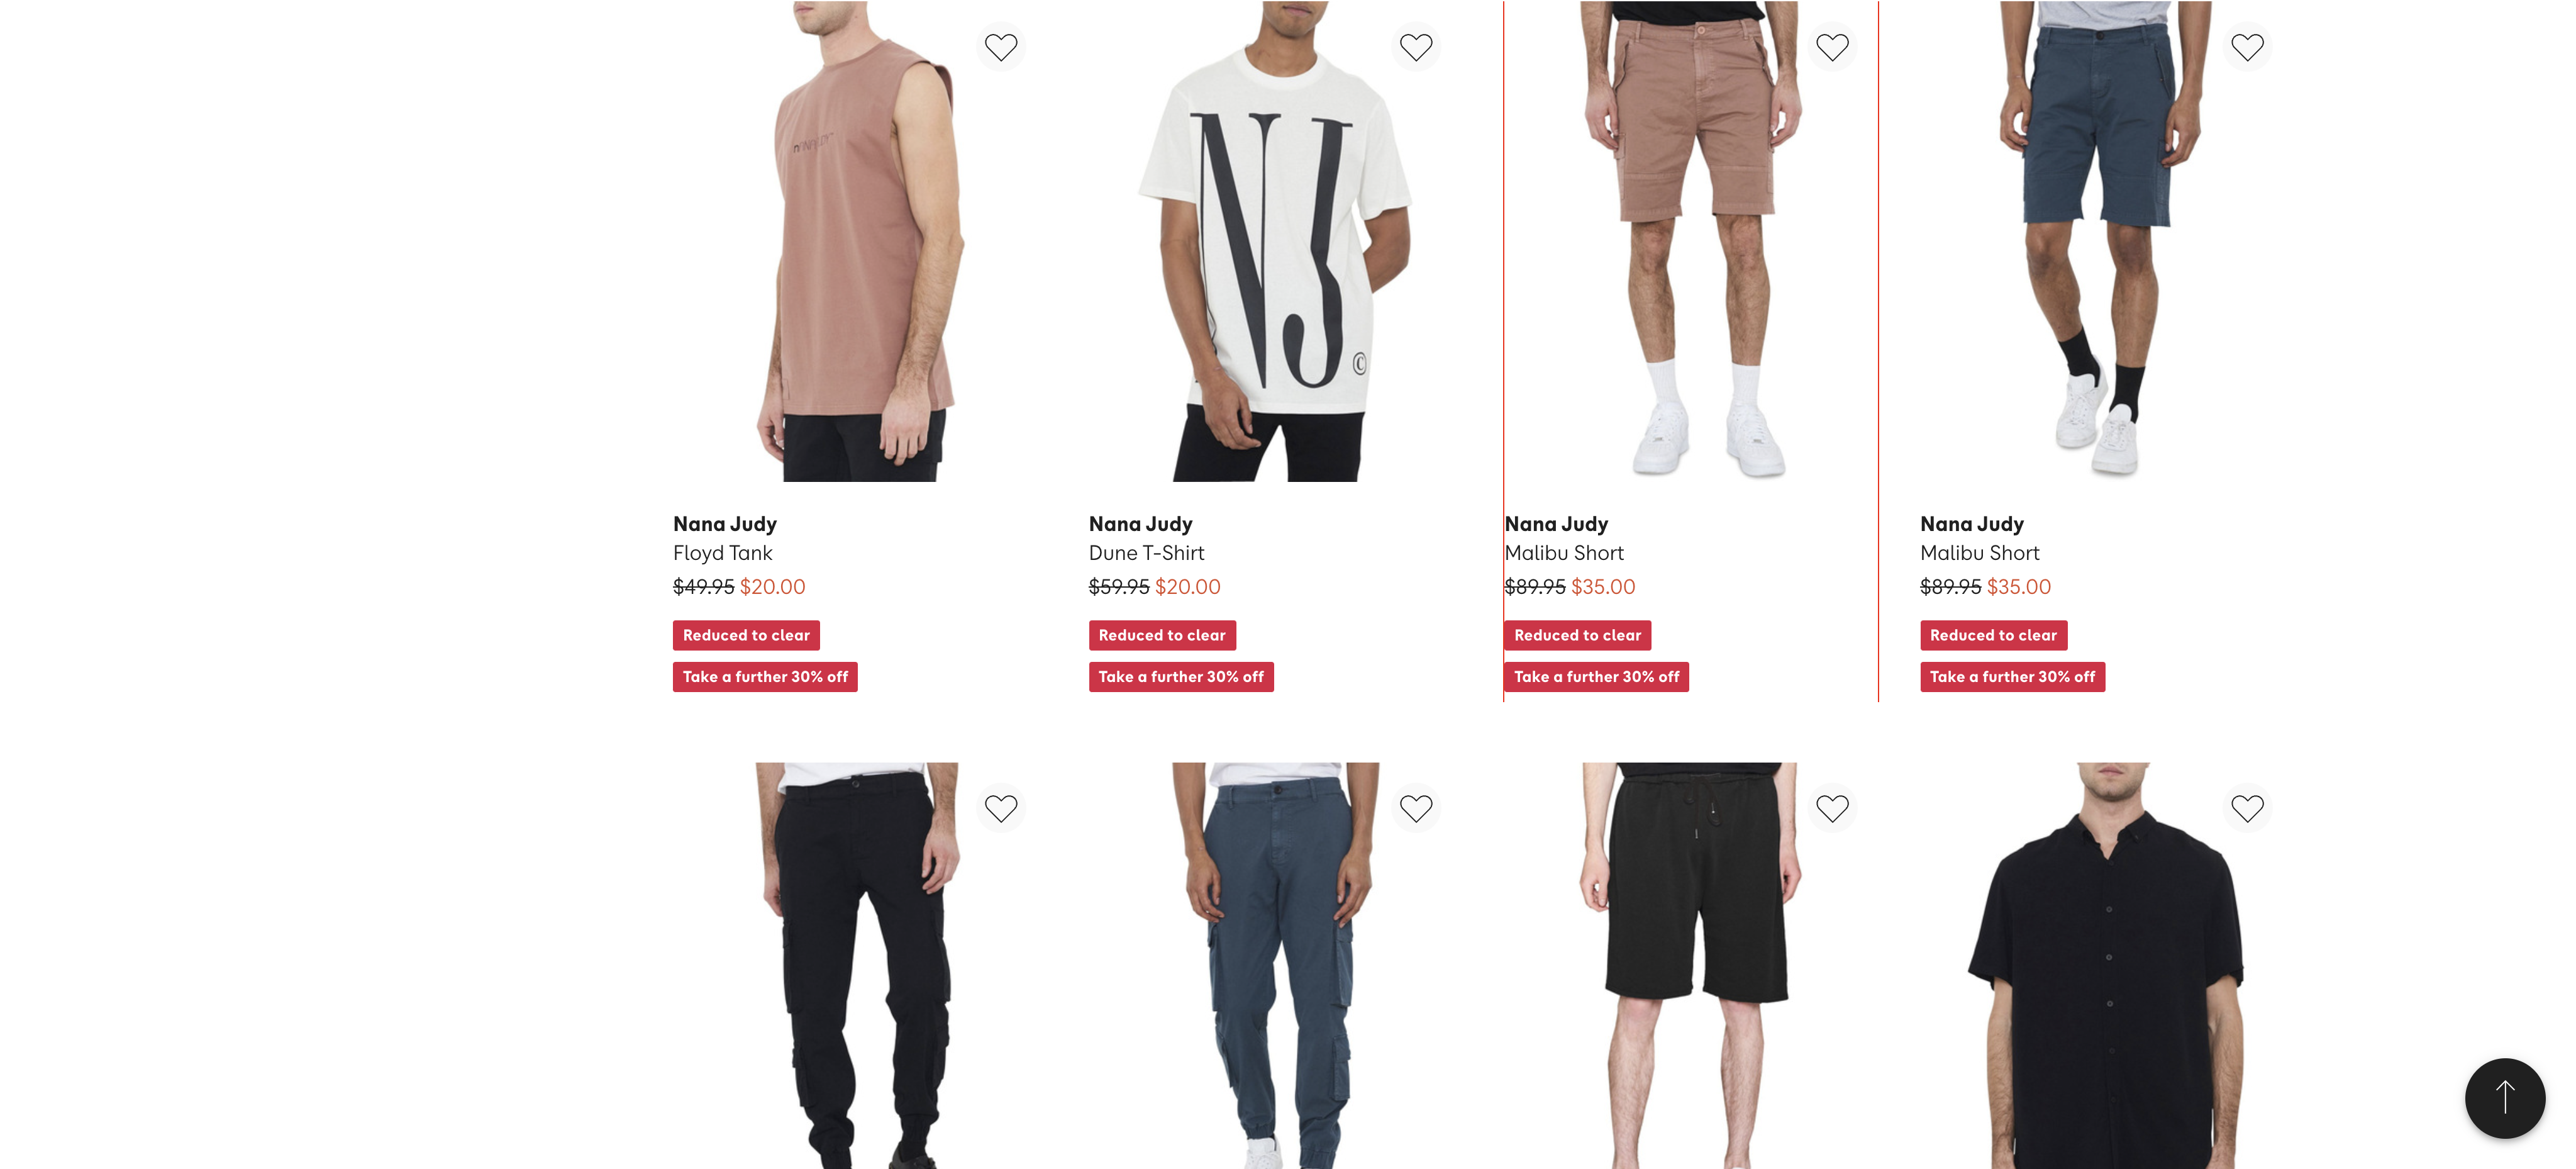 NJ
©
Nana Judy
Floyd Tank
$49.95 $20.00
Reduced to clear
Take a further 30% off
Nana Judy
Dune T-Shirt
$59.95 $20.00
Reduced to clear
Take a further 30% off
Nana Judy
Malibu Short
$89.95 $35.00
Reduced to clear
Take a further 30% off
Nana Judy
Malibu Short
$89.95 $35.00
Reduced to clear
Take a further 30% off